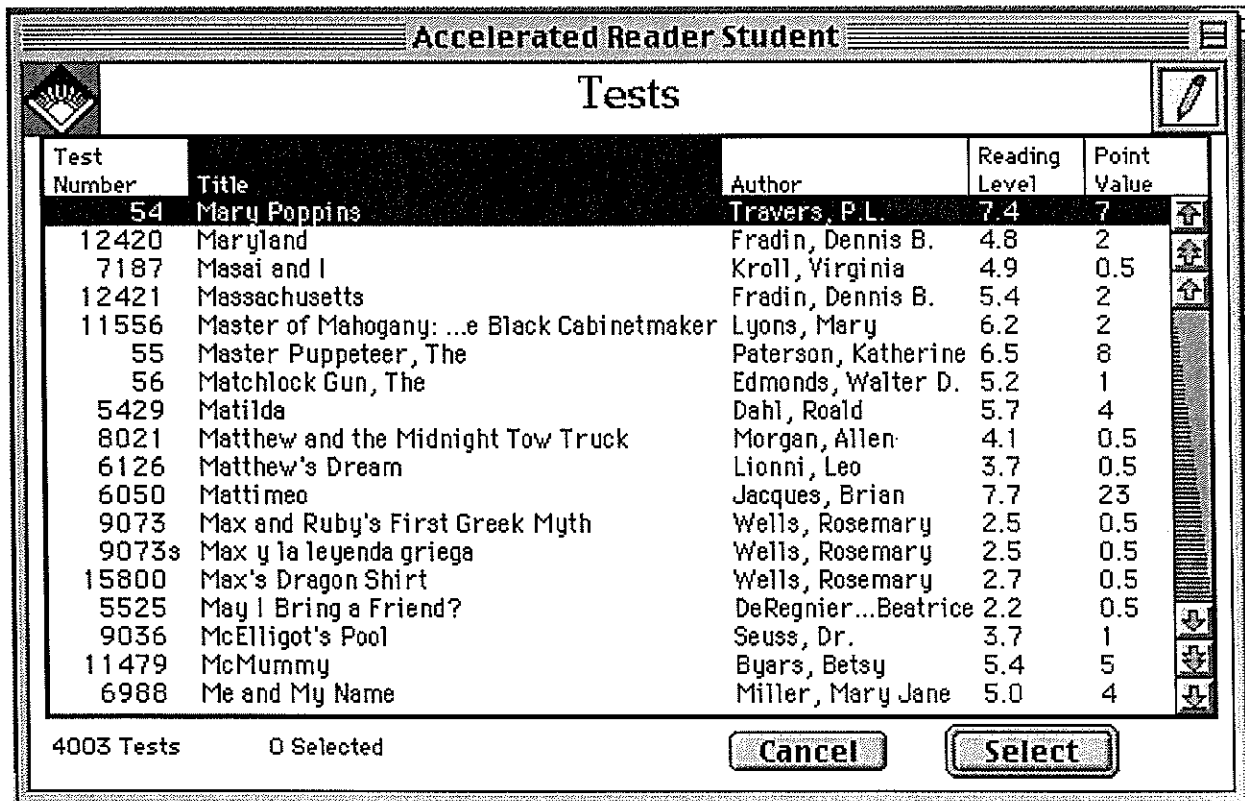 Accelerated Reader Student
Tests
Test Number Title Author Reading Level Point Value
54 Mary Poppins Travers, P.L. 7.4 7
12420 Maryland Fradin, Dennis B. 4.8 2
7187 Masai and I Kroll, Virginia 4.9 0.5
12421 Massachusetts Fradin, Dennis B. 5.4 2
11556 Master of Mahogany: ...e Black Cabinetmaker Lyons, Mary 6.2 2
55 Master Puppeteer, The Paterson, Katherine 6.5 8
56 Matchlock Gun, The Edmonds, Walter D. 5.2 1
5429 Matilda Dahl, Roald 5.7 4
8021 Matthew and the Midnight Tow Truck Morgan, Allen 4.1 0.5
6126 Matthew's Dream Lionni, Leo 3.7 0.5
6050 Mattimeo Jacques, Brian 7.7 23
9073 Max and Ruby's First Greek Myth Wells, Rosemary 2.5 0.5
9073s Max y la leyenda griega Wells, Rosemary 2.5 0.5
15800 Max's Dragon Shirt Wells, Rosemary 2.7 0.5
5525 May I Bring a Friend? DeRegnier...Beatrice 2.2 0.5
9036 McElligot's Pool Seuss, Dr. 3.7 1
11479 McMummy Byars, Betsy 5.4 5
6988 Me and My Name Miller, Mary Jane 5.0 4
4003 Tests 0 Selected Cancel Select